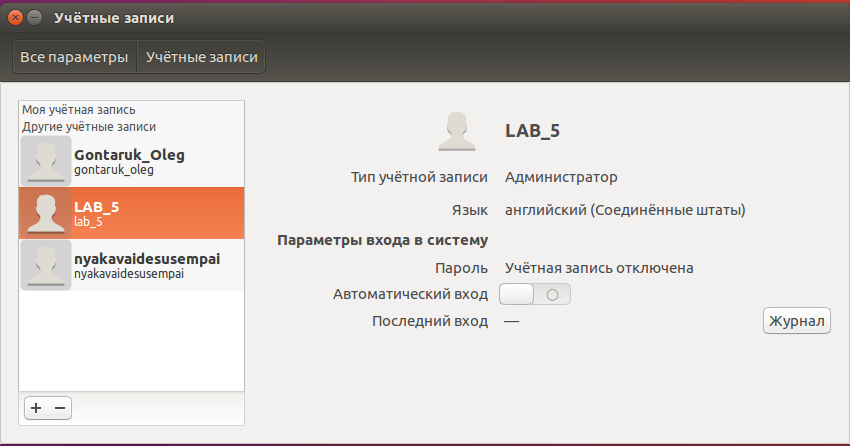 Учётные записи
Все параметры
Учётные записи
Моя учётная запись
Другие учётные записи
Gontaruk_Oleg
gontaruk_oleg
LAB_5
lab_5
nyakavaidesusempai
nyakavaidesusempai
LAB_5
Тип учётной записи Администратор
Язык английский (Соединённые штаты)
Параметры входа в систему
Пароль Учётная запись отключена
Автоматический вход
Последний вход —
Журнал